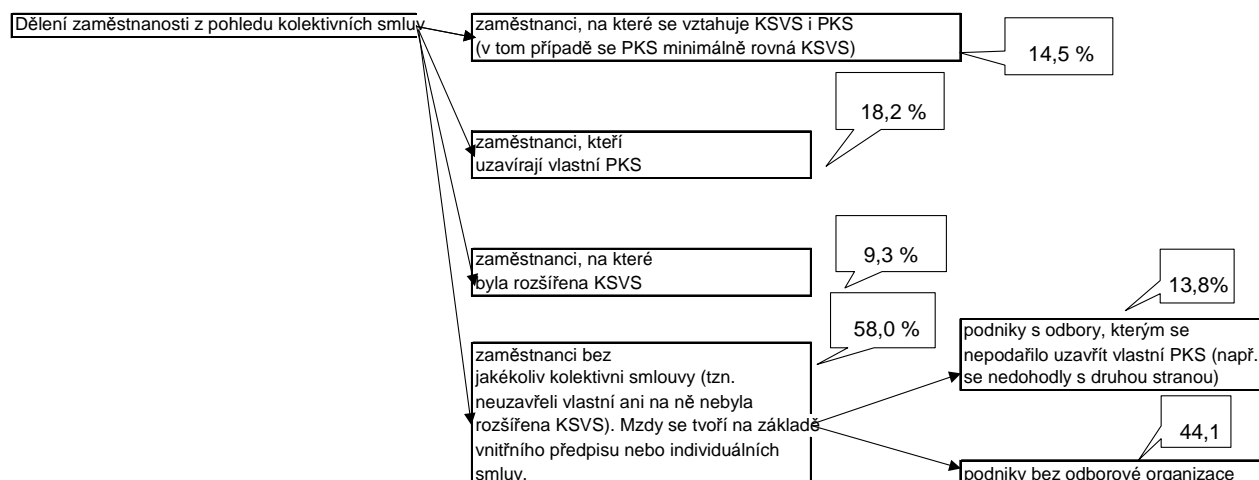 Dělení zaměstnanosti z pohledu kolektivních smluv
zaměstnanci, na které se vztahuje KSVS i PKS
(v tom případě se PKS minimálně rovná KSVS)
14,5 %
zaměstnanci, kteří
uzavírají vlastní PKS
18,2 %
zaměstnanci, na které
byla rozšířena KSVS
9,3 %
zaměstnanci bez
jakékoliv kolektivni smlouvy (tzn.
neuzavřeli vlastní ani na ně nebyla
rozšířena KSVS). Mzdy se tvoří na základě
vnitřního předpisu nebo individuálních
smluv.
58,0 %
podniky s odbory, kterým se
nepodařilo uzavřít vlastní PKS (např.
se nedohodly s druhou stranou)
13,8%
podniky bez odborové organizace
44,1